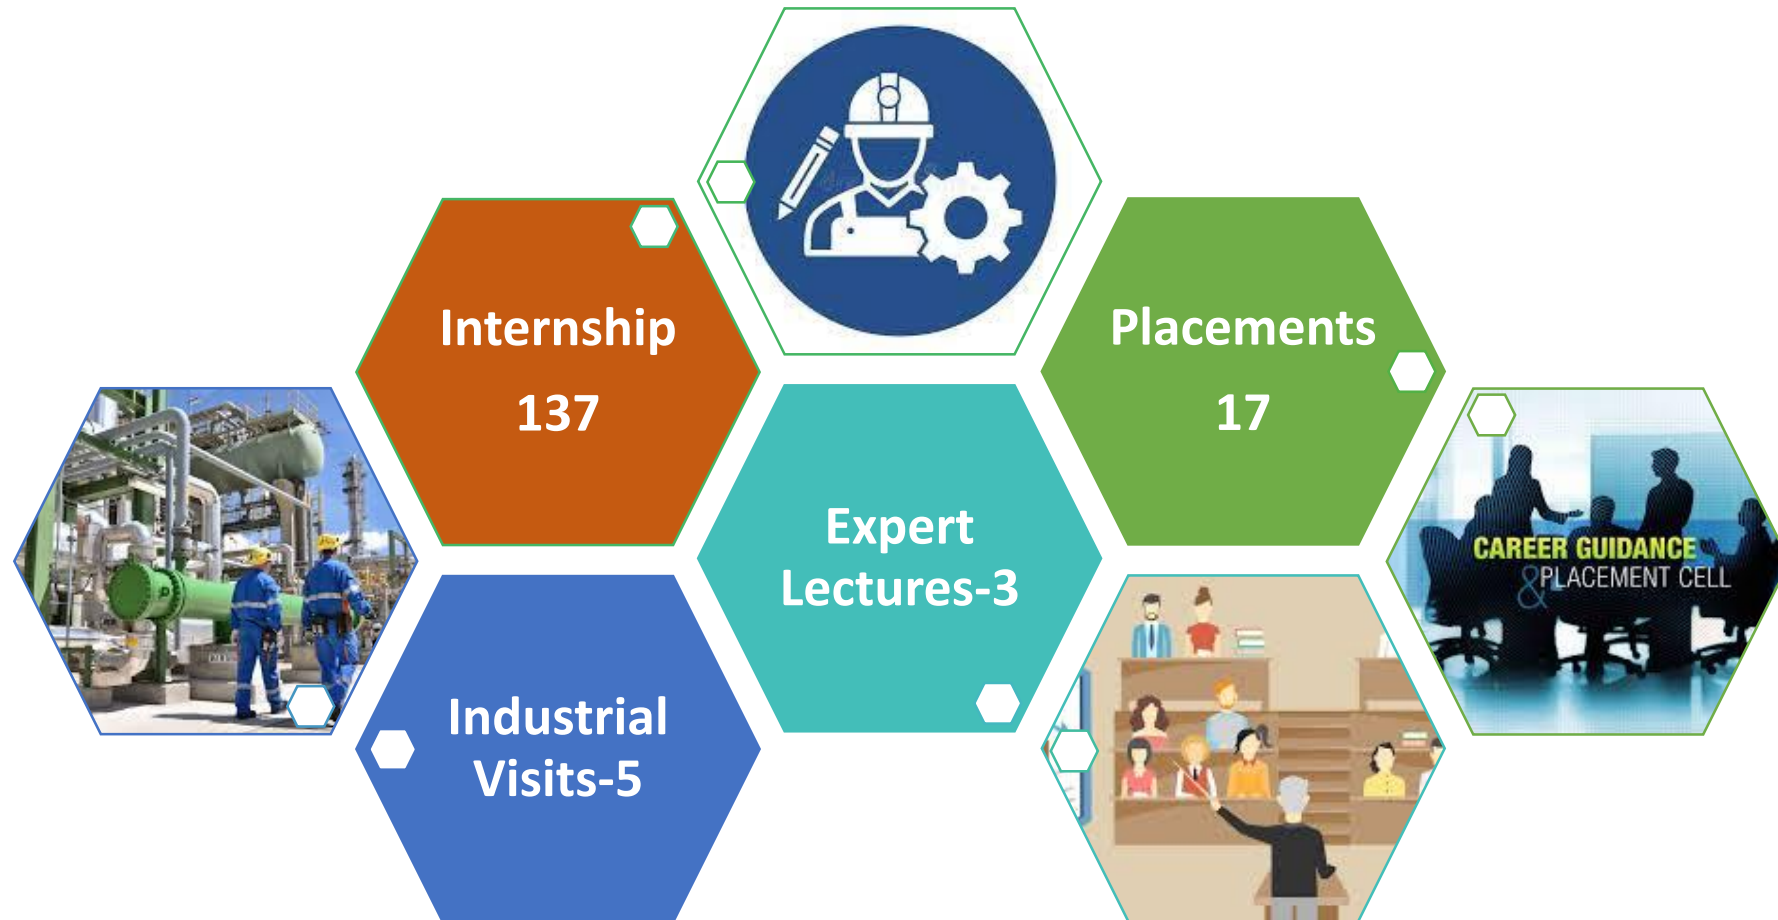 Internship
137
Placements
17
Expert
Lectures-3
Industrial
Visits-5
CAREER GUIDANCE
& PLACEMENT CELL